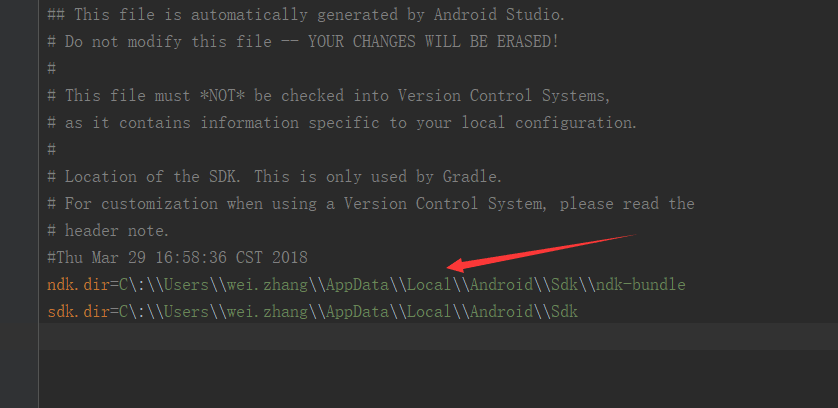 ## This file is automatically generated by Android Studio.
# Do not modify this file -- YOUR CHANGES WILL BE ERASED!
#
# This file must *NOT* be checked into Version Control Systems,
# as it contains information specific to your local configuration.
#
# Location of the SDK. This is only used by Gradle.
# For customization when using a Version Control System, please read the
# header note.
#Thu Mar 29 16:58:36 CST 2018
ndk.dir=C\:\\Users\\wei.zhang\\AppData\\Local\\Android\\Sdk\\ndk-bundle
sdk.dir=C\:\\Users\\wei.zhang\\AppData\\Local\\Android\\Sdk